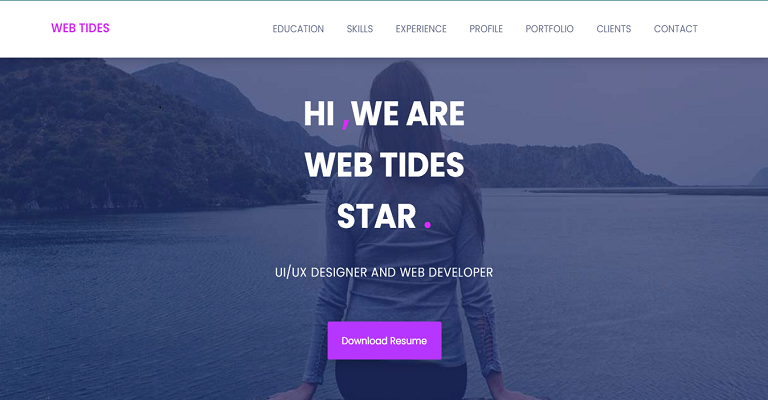 WEB TIDES
EDUCATION SKILLS EXPERIENCE PROFILE PORTFOLIO CLIENTS CONTACT
HI ,WE ARE
WEB TIDES
STAR .
UI/UX DESIGNER AND WEB DEVELOPER
Download Resume